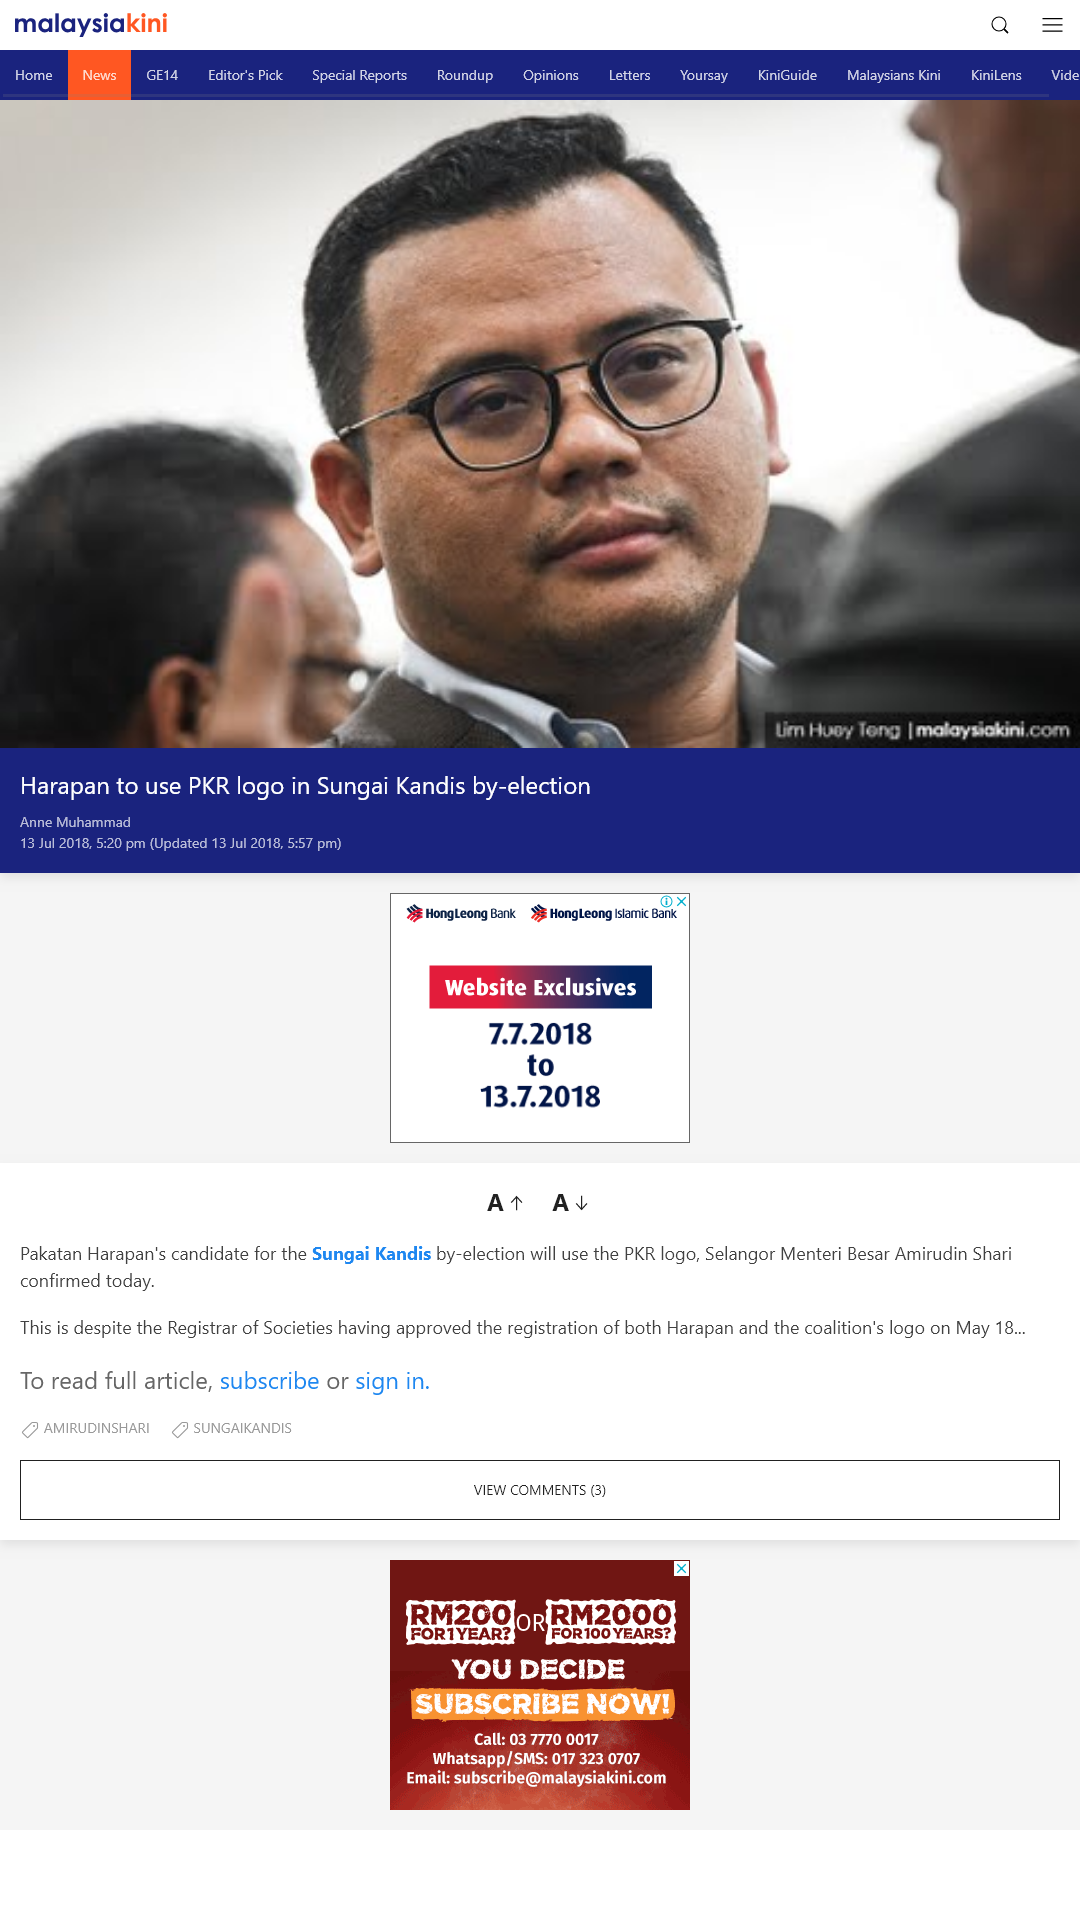 malaysiakini
Home News GE14 Editor's Pick Special Reports Roundup Opinions Letters Yoursay KiniGuide Malaysians Kini KiniLens Vide
Lim Huey Teng | malaysiakini.com
Harapan to use PKR logo in Sungai Kandis by-election
Anne Muhammad
13 Jul 2018, 5:20 pm (Updated 13 Jul 2018, 5:57 pm)
HongLeong Bank HongLeong Islamic Bank
Website Exclusives
7.7.2018
to
13.7.2018
A↑ A↓
Pakatan Harapan's candidate for the Sungai Kandis by-election will use the PKR logo, Selangor Menteri Besar Amirudin Shari
confirmed today.
This is despite the Registrar of Societies having approved the registration of both Harapan and the coalition's logo on May 18...
To read full article, subscribe or sign in.
AMIRUDINSHARI SUNGAIKANDIS
VIEW COMMENTS (3)
RM200 OR RM2000
FOR 1 YEAR? FOR 100 YEARS?
YOU DECIDE
SUBSCRIBE NOW!
Call: 03 7770 0017
Whatsapp/SMS: 017 323 0707
Email: subscribe@malaysiakini.com